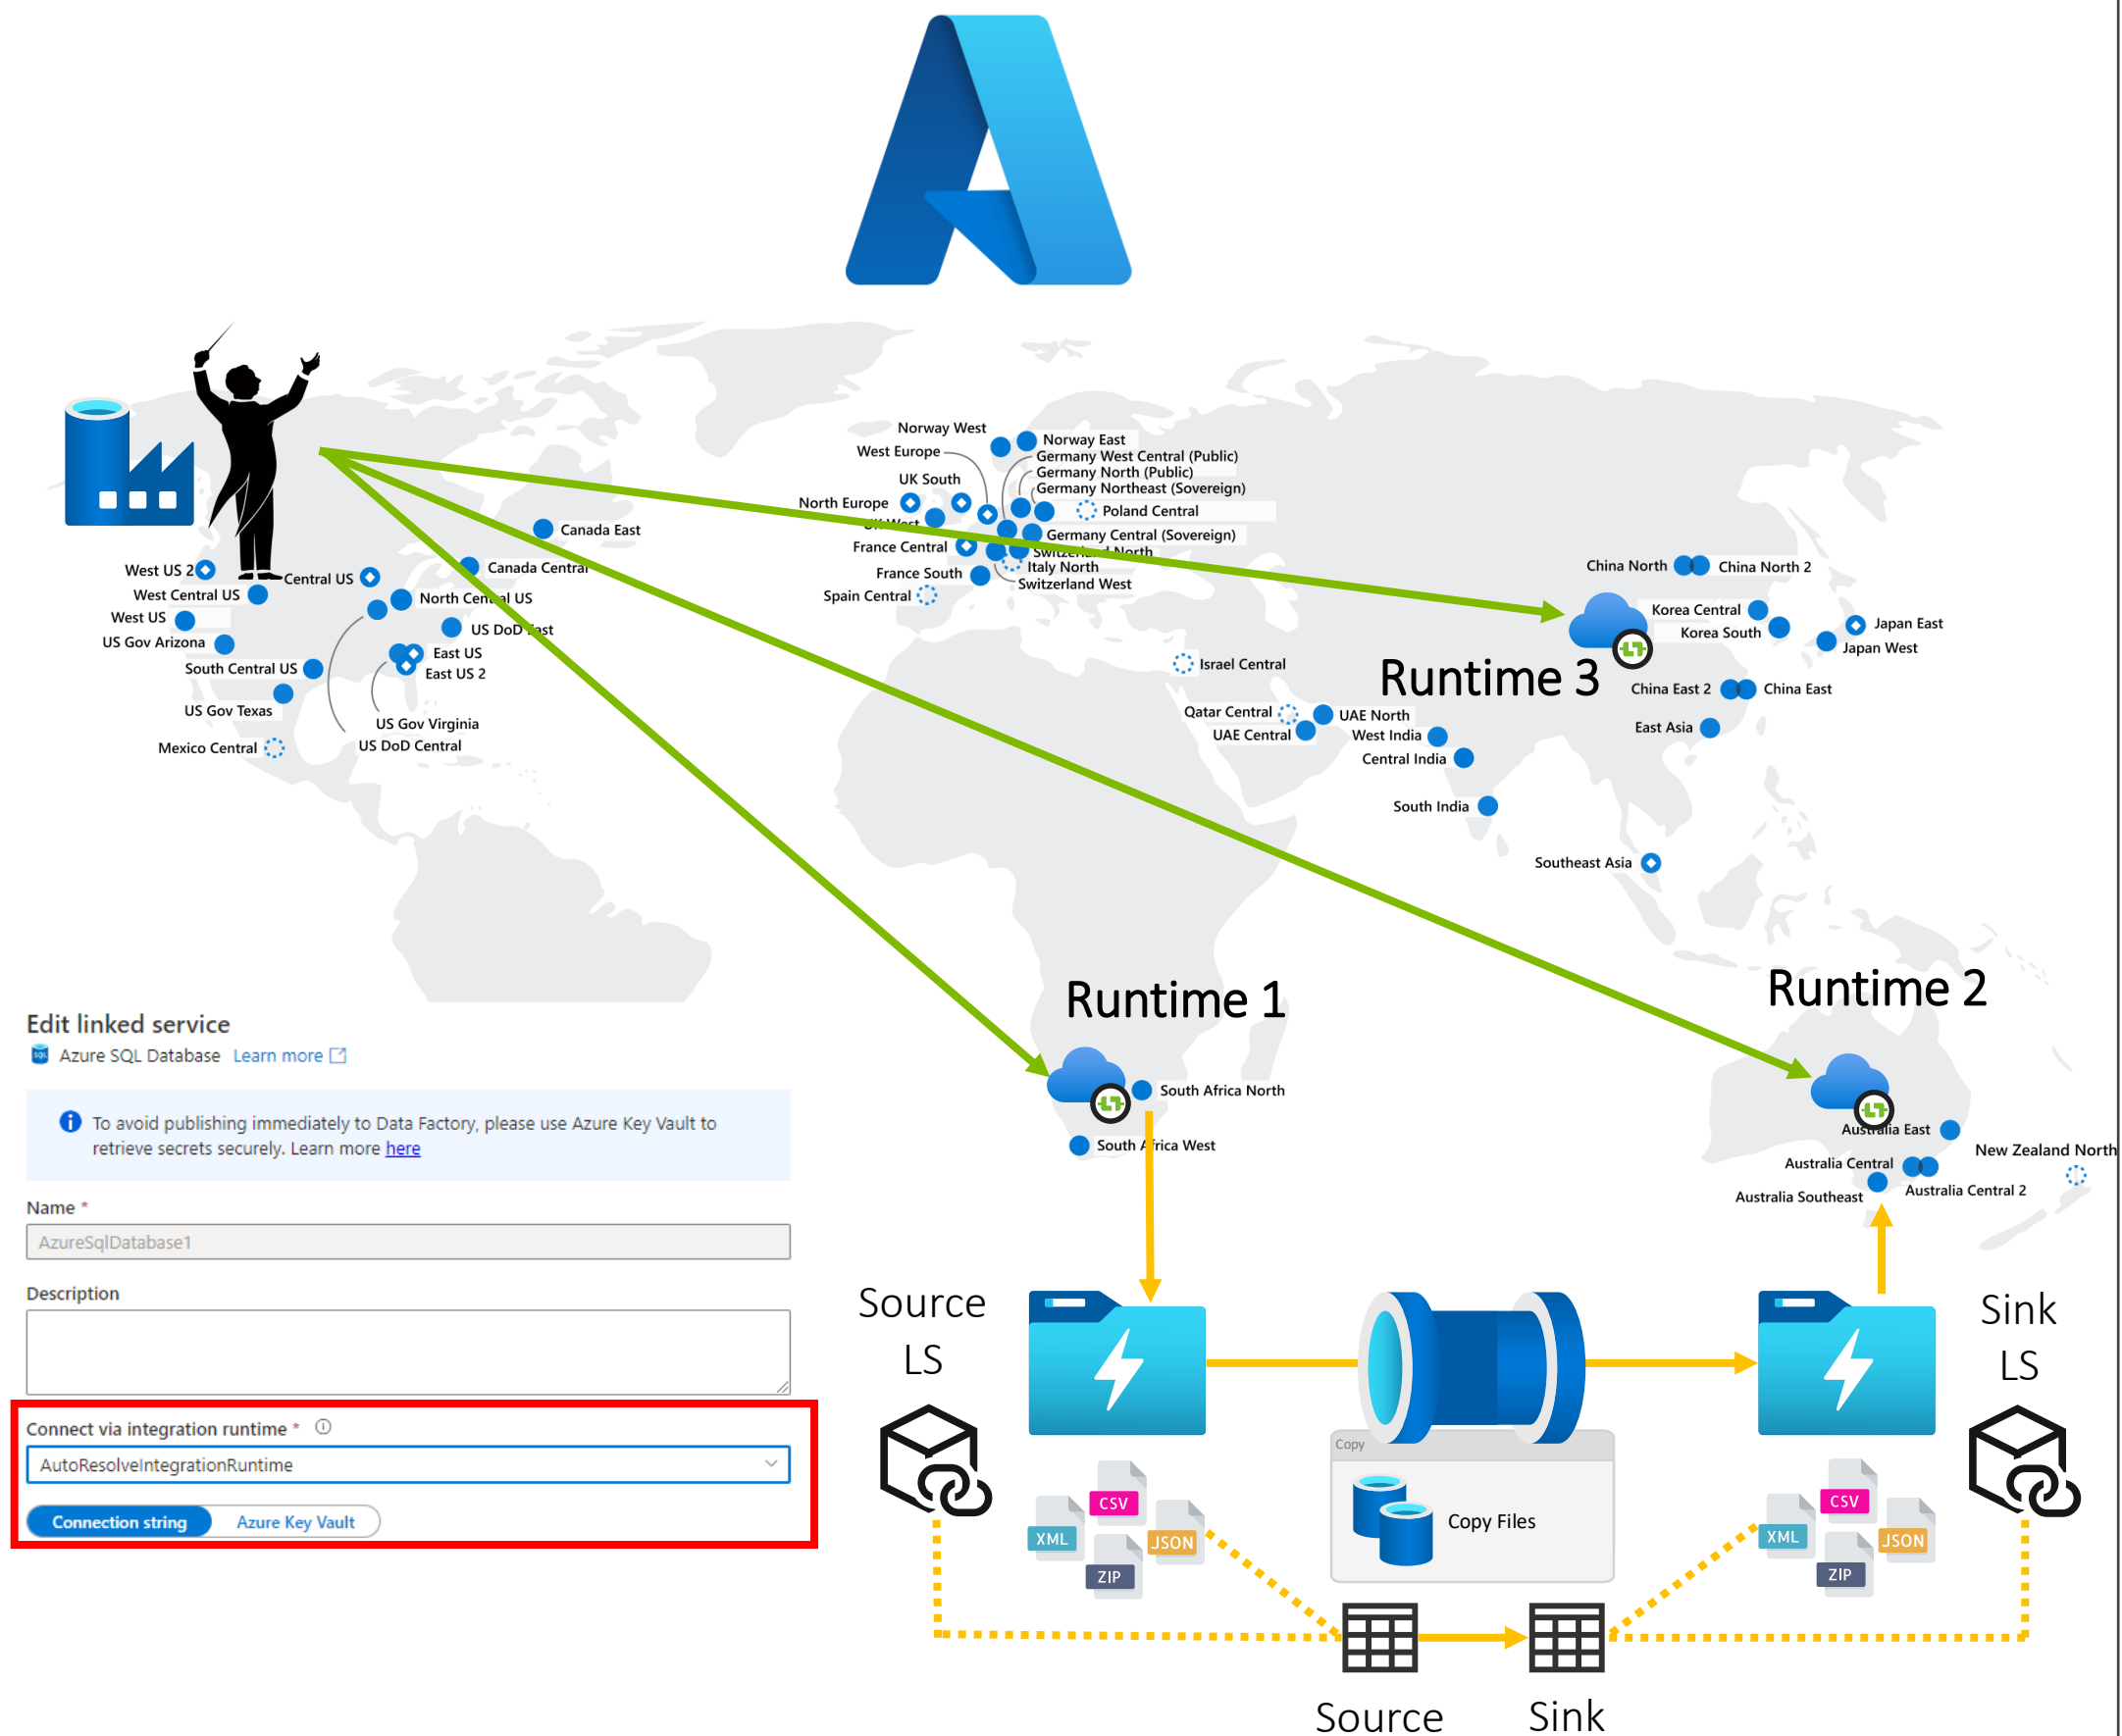 Norway West
Norway East
West Europe
Germany West Central (Public)
Germany North (Public)
UK South
Germany Northeast (Sovereign)
North Europe
Poland Central
UK West
Canada East
Germany Central (Sovereign)
France Central
Switzerland North
Italy North
France South
Switzerland West
Spain Central
West US 2
Central US
Canada Central
West Central US
North Central US
West US
US DoD East
US Gov Arizona
East US
South Central US
East US 2
US Gov Texas
US Gov Virginia
Mexico Central
US DoD Central
China North
China North 2
Korea Central
Korea South
Japan East
Japan West
Israel Central
Runtime 3
China East 2
China East
Qatar Central
UAE North
UAE Central
West India
East Asia
Central India
South India
Southeast Asia
Runtime 1
Runtime 2
South Africa North
South Africa West
Australia East
New Zealand North
Australia Central
Australia Central 2
Australia Southeast
Edit linked service
SQL
Azure SQL Database Learn more
To avoid publishing immediately to Data Factory, please use Azure Key Vault to
retrieve secrets securely. Learn more here
Name *
AzureSqlDatabase1
Description
Connect via integration runtime *
AutoResolveIntegrationRuntime
Connection string
Azure Key Vault
Source
LS
Sink
LS
Copy
Copy Files
CSV
XML
JSON
ZIP
CSV
XML
JSON
ZIP
Source
Sink